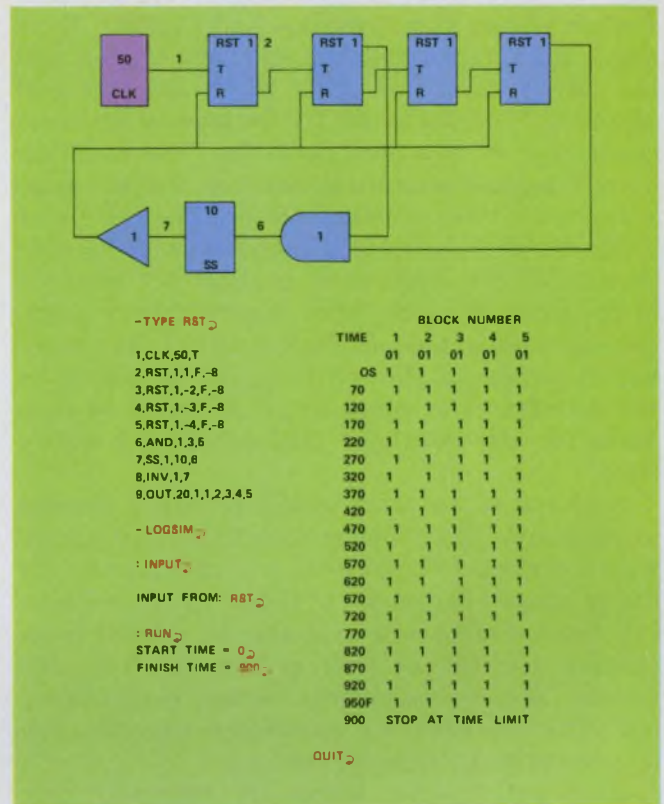 RST 1 2 RST 1 RST 1 RST 1
50 1 T T T T
CLK R R R R
10
1 7 6 1
SS
-TYPE RST
1,CLK,50,T
2,RST,1,1,F,-8
3,RST,1,-2,F,-8
4,RST,1,-3,F,-8
5,RST,1,-4,F,-8
6,AND,1,3,5
7,SS,1,10,6
8,INV,1,7
9,OUT,20,1,1,2,3,4,5
- LOGSIM
: INPUT
INPUT FROM: RST
: RUN
START TIME = 0
FINISH TIME = 900
BLOCK NUMBER
TIME 1 2 3 4 5
01 01 01 01 01
OS 1 1 1 1 1
70 1 1 1 1 1
120 1 1 1 1 1
170 1 1 1 1 1
220 1 1 1 1 1
270 1 1 1 1 1
320 1 1 1 1 1
370 1 1 1 1 1
420 1 1 1 1 1
470 1 1 1 1 1
520 1 1 1 1 1
570 1 1 1 1 1
620 1 1 1 1 1
670 1 1 1 1 1
720 1 1 1 1 1
770 1 1 1 1 1
820 1 1 1 1 1
870 1 1 1 1 1
920 1 1 1 1 1
950F 1 1 1 1 1
900 STOP AT TIME LIMIT
QUIT